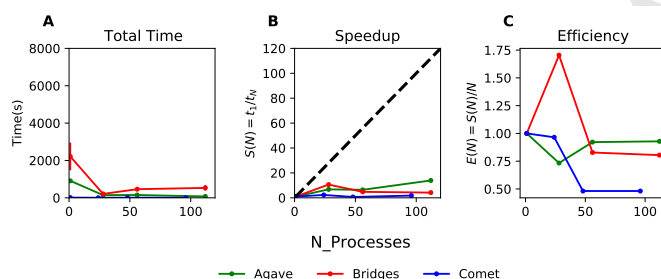 A
Total Time
Time(s)
8000
6000
4000
2000
0
0
50
100
B
Speedup
S(N) = t₁/t_N
120
100
80
60
40
20
0
0
50
100
C
Efficiency
E(N) = S(N)/N
1.75
1.50
1.25
1.00
0.75
0.50
0
50
100
N_Processes
Agave Bridges Comet